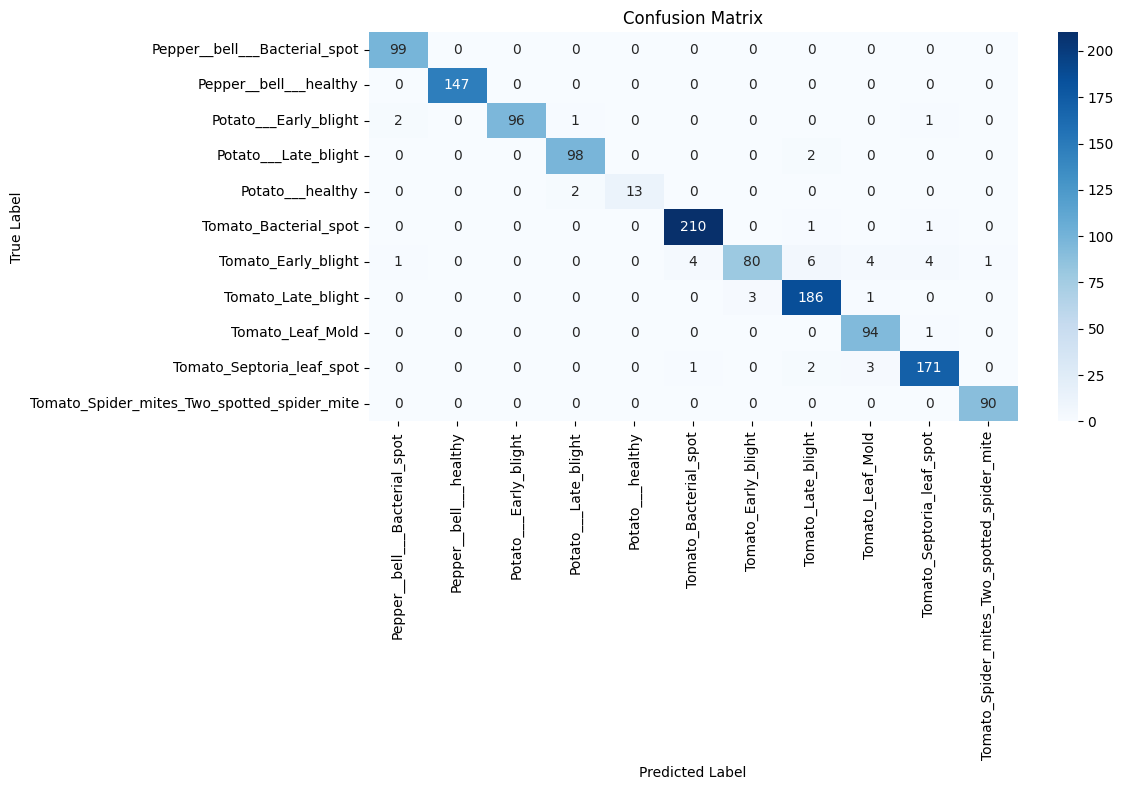 Confusion Matrix
True Label
Pepper__bell___Bacterial_spot 99 0 0 0 0 0 0 0 0 0 0
Pepper__bell___healthy 0 147 0 0 0 0 0 0 0 0 0
Potato___Early_blight 2 0 96 1 0 0 0 0 0 1 0
Potato___Late_blight 0 0 0 98 0 0 0 2 0 0 0
Potato___healthy 0 0 0 2 13 0 0 0 0 0 0
Tomato_Bacterial_spot 0 0 0 0 0 210 0 1 0 1 0
Tomato_Early_blight 1 0 0 0 0 4 80 6 4 4 1
Tomato_Late_blight 0 0 0 0 0 0 3 186 1 0 0
Tomato_Leaf_Mold 0 0 0 0 0 0 0 0 94 1 0
Tomato_Septoria_leaf_spot 0 0 0 0 0 1 0 2 3 171 0
Tomato_Spider_mites_Two_spotted_spider_mite 0 0 0 0 0 0 0 0 0 0 90
Pepper__bell___Bacterial_spot
Pepper__bell___healthy
Potato___Early_blight
Potato___Late_blight
Potato___healthy
Tomato_Bacterial_spot
Tomato_Early_blight
Tomato_Late_blight
Tomato_Leaf_Mold
Tomato_Septoria_leaf_spot
Tomato_Spider_mites_Two_spotted_spider_mite
Predicted Label
200
175
150
125
100
75
50
25
0